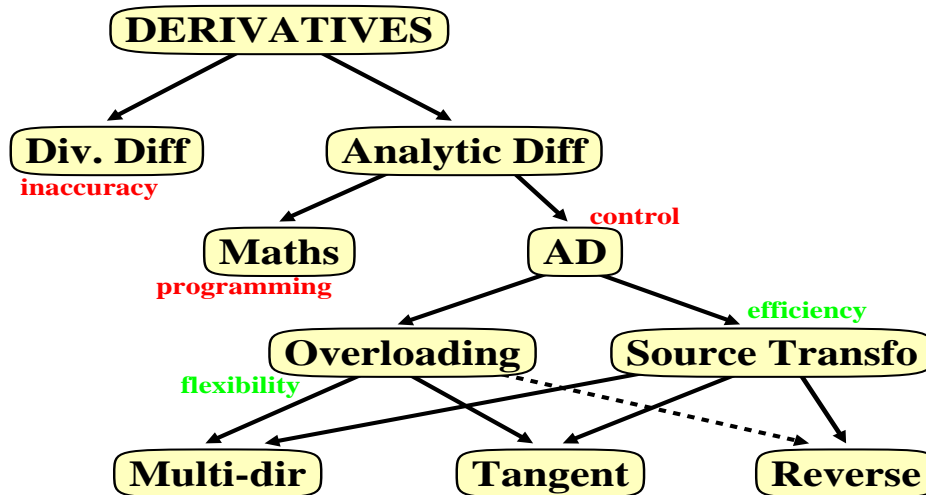 DERIVATIVES
Div. Diff
Analytic Diff
inaccuracy
control
Maths
AD
programming
efficiency
Overloading
Source Transfo
flexibility
Multi-dir
Tangent
Reverse